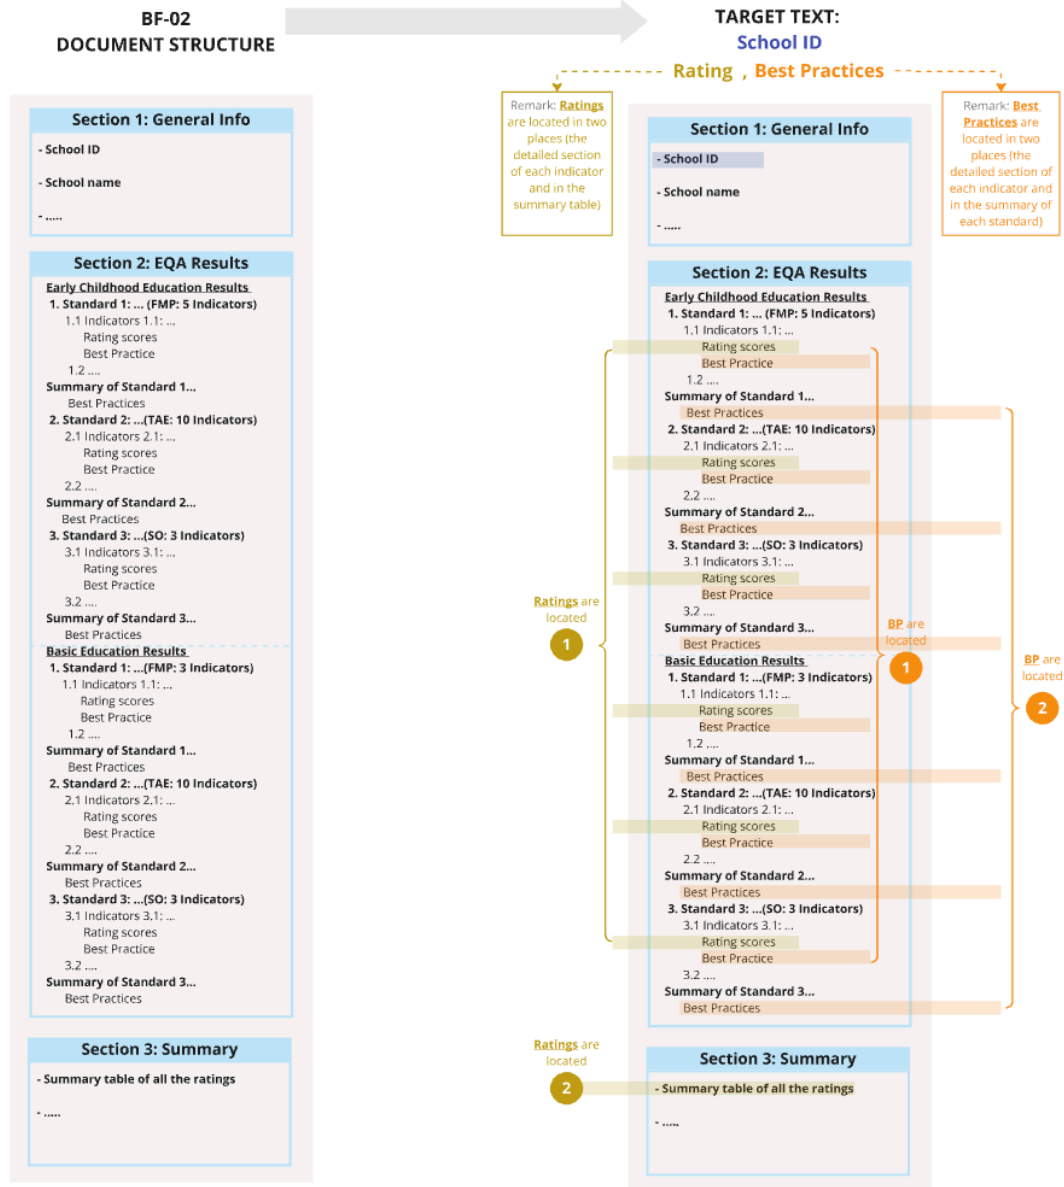 BF-02
DOCUMENT STRUCTURE
Section 1: General Info
- School ID
- School name
- .....
Section 2: EQA Results
Early Childhood Education Results
1. Standard 1: ... (FMP: 5 Indicators)
1.1 Indicators 1.1: ...
Rating scores
Best Practice
1.2 ....
Summary of Standard 1...
Best Practices
2. Standard 2: ...(TAE: 10 Indicators)
2.1 Indicators 2.1: ...
Rating scores
Best Practice
2.2 ....
Summary of Standard 2...
Best Practices
3. Standard 3: ...(SO: 3 Indicators)
3.1 Indicators 3.1: ...
Rating scores
Best Practice
3.2 ....
Summary of Standard 3...
Best Practices
Basic Education Results
1. Standard 1: ...(FMP: 3 Indicators)
1.1 Indicators 1.1: ...
Rating scores
Best Practice
1.2 ....
Summary of Standard 1...
Best Practices
2. Standard 2: ...(TAE: 10 Indicators)
2.1 Indicators 2.1: ...
Rating scores
Best Practice
2.2 ....
Summary of Standard 2...
Best Practices
3. Standard 3: ...(SO: 3 Indicators)
3.1 Indicators 3.1: ...
Rating scores
Best Practice
3.2 ....
Summary of Standard 3...
Best Practices
Section 3: Summary
- Summary table of all the ratings
- .....
TARGET TEXT:
School ID
Rating , Best Practices
Remark: Ratings
are located in two
places (the
detailed section
of each indicator
and in the
summary table)
Remark: Best
Practices are
located in two
places (the
detailed section of
each indicator and
in the summary of
each standard)
Section 1: General Info
- School ID
- School name
- .....
Section 2: EQA Results
Early Childhood Education Results
1. Standard 1: ... (FMP: 5 Indicators)
1.1 Indicators 1.1: ...
Rating scores
Best Practice
1.2 ....
Summary of Standard 1...
Best Practices
2. Standard 2: ...(TAE: 10 Indicators)
2.1 Indicators 2.1: ...
Rating scores
Best Practice
2.2 ....
Summary of Standard 2...
Best Practices
3. Standard 3: ...(SO: 3 Indicators)
3.1 Indicators 3.1: ...
Rating scores
Best Practice
3.2 ....
Summary of Standard 3...
Best Practices
Basic Education Results
1. Standard 1: ...(FMP: 3 Indicators)
1.1 Indicators 1.1: ...
Rating scores
Best Practice
1.2 ....
Summary of Standard 1...
Best Practices
2. Standard 2: ...(TAE: 10 Indicators)
2.1 Indicators 2.1: ...
Rating scores
Best Practice
2.2 ....
Summary of Standard 2...
Best Practices
3. Standard 3: ...(SO: 3 Indicators)
3.1 Indicators 3.1: ...
Rating scores
Best Practice
3.2 ....
Summary of Standard 3...
Best Practices
Ratings are
located
1
BP are
located
1
BP are
located
2
Ratings are
located
2
Section 3: Summary
- Summary table of all the ratings
- .....